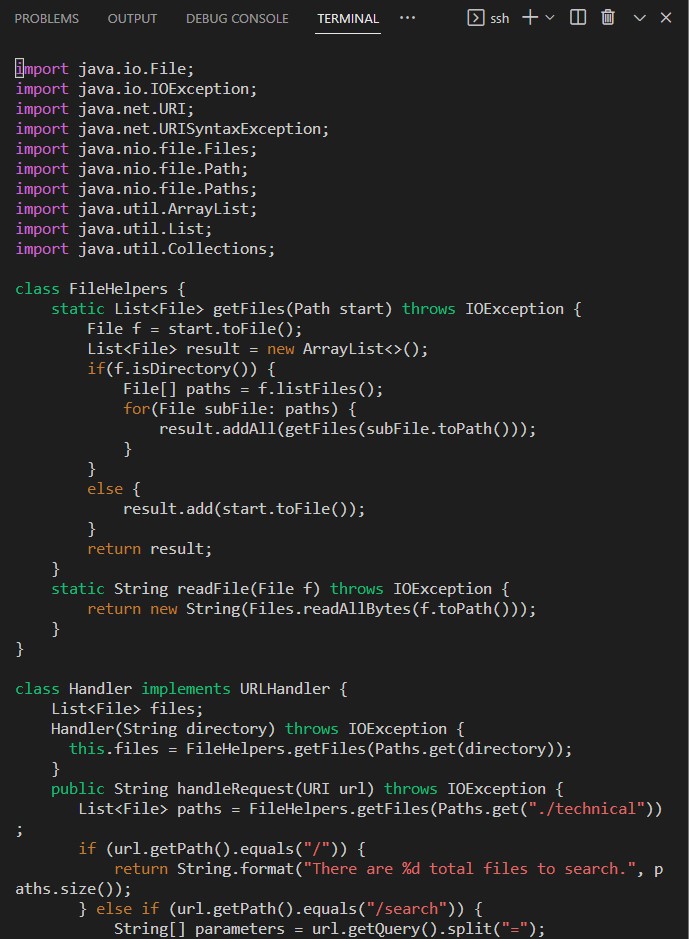 PROBLEMS OUTPUT DEBUG CONSOLE TERMINAL ··· ssh
import java.io.File;
import java.io.IOException;
import java.net.URI;
import java.net.URISyntaxException;
import java.nio.file.Files;
import java.nio.file.Path;
import java.nio.file.Paths;
import java.util.ArrayList;
import java.util.List;
import java.util.Collections;

class FileHelpers {
    static List<File> getFiles(Path start) throws IOException {
        File f = start.toFile();
        List<File> result = new ArrayList<>();
        if(f.isDirectory()) {
            File[] paths = f.listFiles();
            for(File subFile: paths) {
                result.addAll(getFiles(subFile.toPath()));
            }
        }
        else {
            result.add(start.toFile());
        }
        return result;
    }
    static String readFile(File f) throws IOException {
        return new String(Files.readAllBytes(f.toPath()));
    }
}

class Handler implements URLHandler {
    List<File> files;
    Handler(String directory) throws IOException {
      this.files = FileHelpers.getFiles(Paths.get(directory));
    }
    public String handleRequest(URI url) throws IOException {
       List<File> paths = FileHelpers.getFiles(Paths.get("./technical"))
;
       if (url.getPath().equals("/")) {
           return String.format("There are %d total files to search.", p
aths.size());
       } else if (url.getPath().equals("/search")) {
           String[] parameters = url.getQuery().split("=");